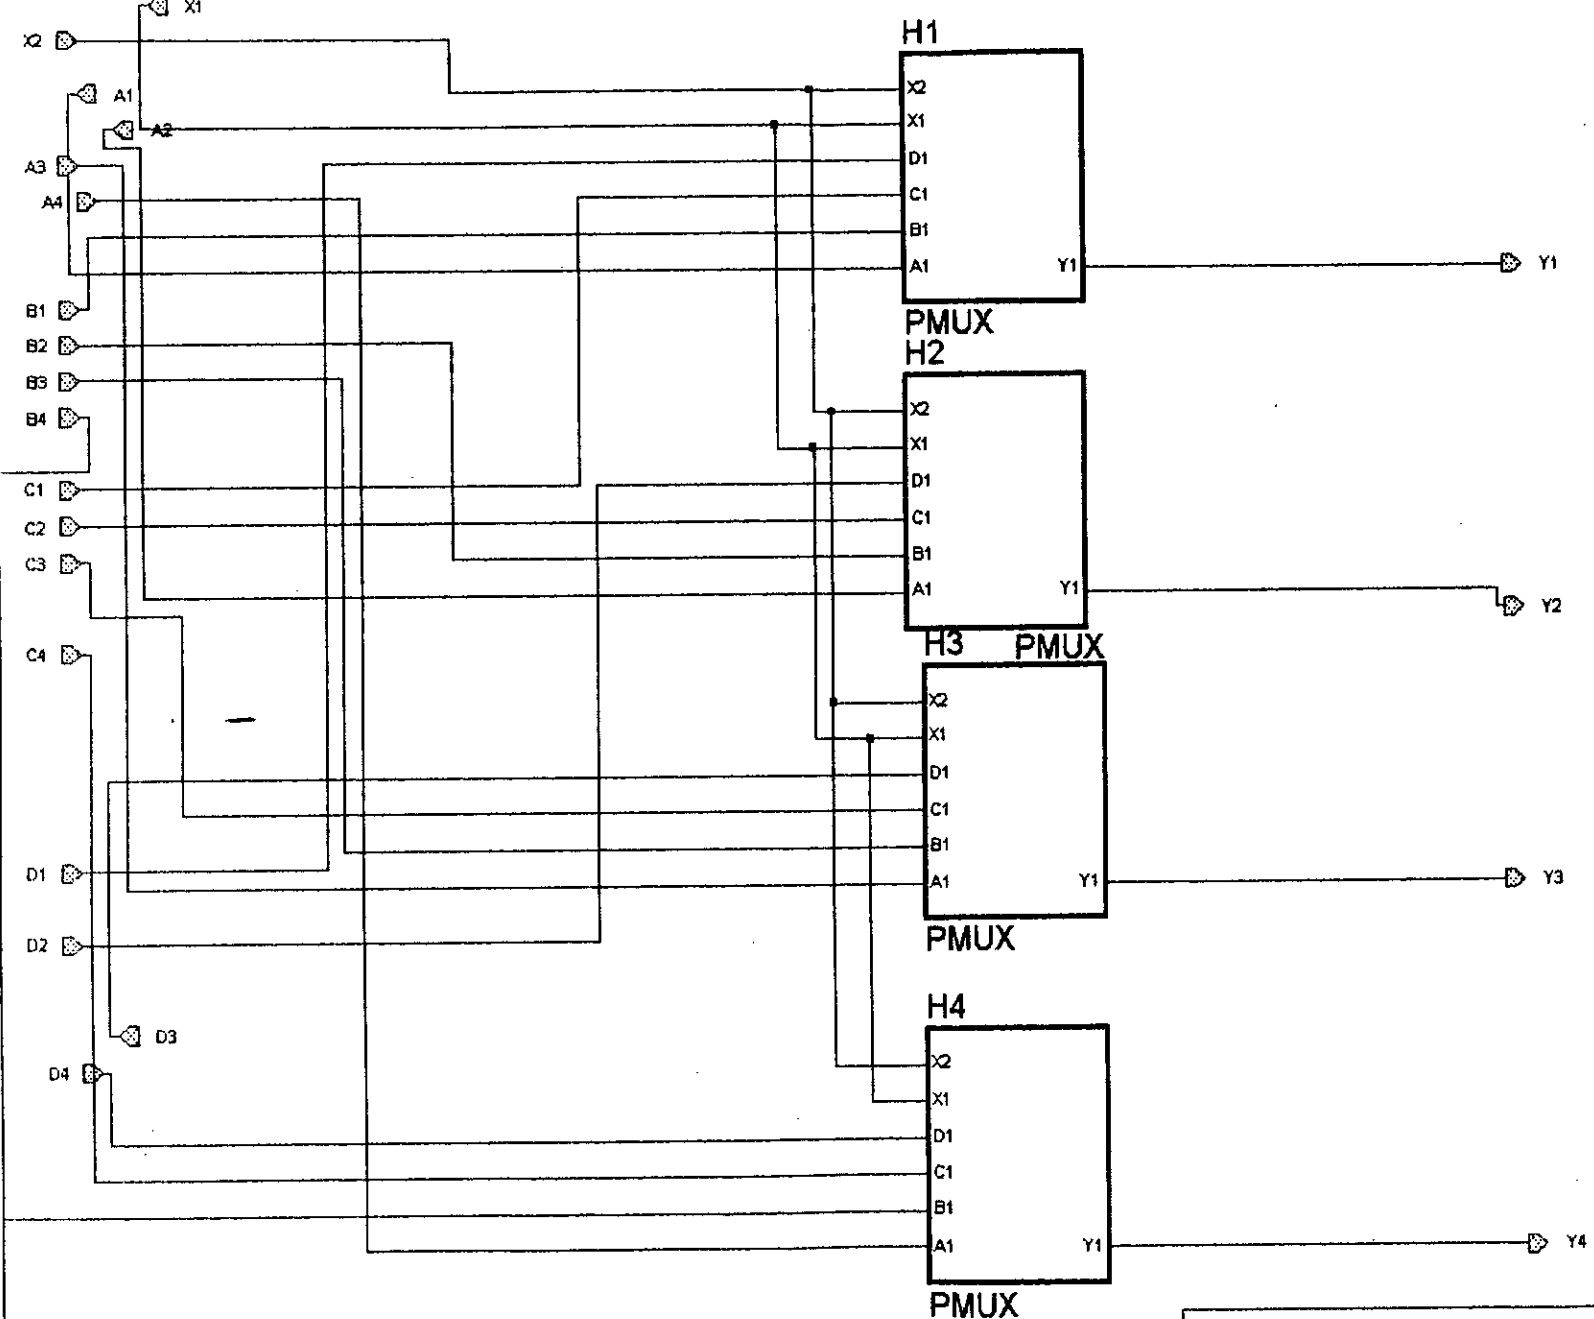 X1
X2
A1
A2
A3
A4
B1
B2
B3
B4
C1
C2
C3
C4
D1
D2
D3
D4
H1
X2
X1
D1
C1
B1
A1 Y1
PMUX
Y1
H2
X2
X1
D1
C1
B1
A1 Y1
PMUX
Y2
H3
X2
X1
D1
C1
B1
A1 Y1
PMUX
Y3
H4
X2
X1
D1
C1
B1
A1 Y1
PMUX
Y4